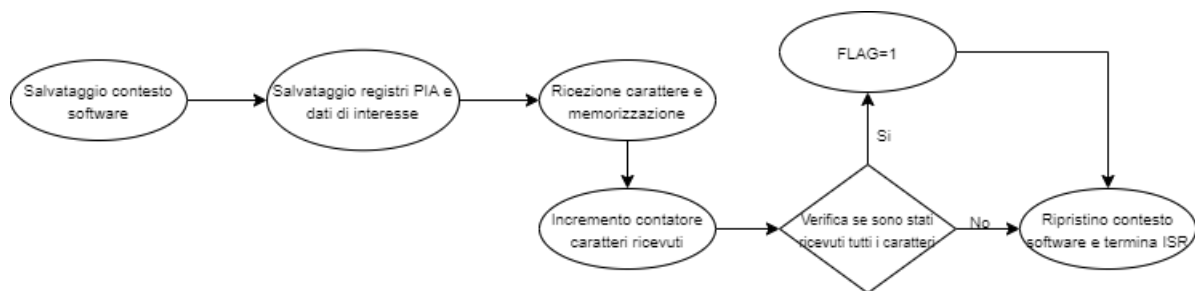 Salvataggio contesto
software
Salvataggio registri PIA e
dati di interesse
Ricezione carattere e
memorizzazione
Incremento contatore
caratteri ricevuti
Verifica se sono stati
ricevuti tutti i caratteri
Si
FLAG=1
No
Ripristino contesto
software e termina ISR